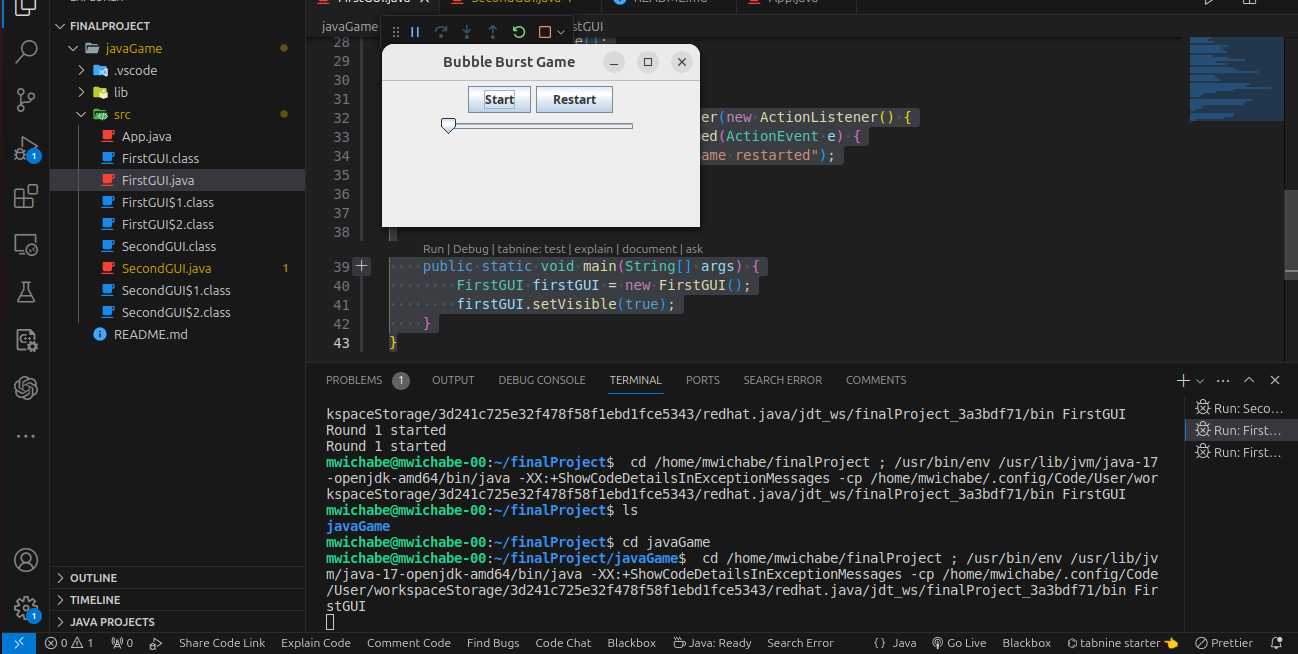 EXPLORER
FirstGUI.java
SecondGUI.java 1
README.md
App.java
FINALPROJECT
javaGame
.vscode
lib
src
App.java
FirstGUI.class
FirstGUI.java
FirstGUI$1.class
FirstGUI$2.class
SecondGUI.class
SecondGUI.java 1
SecondGUI$1.class
SecondGUI$2.class
README.md
OUTLINE
TIMELINE
JAVA PROJECTS
1
1
javaGame
stGUI
Bubble Burst Game
Start
Restart
28 e();
29
30
31
32 er(new ActionListener() {
33 ed(ActionEvent e) {
34 ame restarted");
35
36
37
38
Run | Debug | tabnine: test | explain | document | ask
39 public static void main(String[] args) {
40 FirstGUI firstGUI = new FirstGUI();
41 firstGUI.setVisible(true);
42 }
43 }
PROBLEMS 1 OUTPUT DEBUG CONSOLE TERMINAL PORTS SEARCH ERROR COMMENTS
kspaceStorage/3d241c725e32f478f58f1ebd1fce5343/redhat.java/jdt_ws/finalProject_3a3bdf71/bin FirstGUI
Round 1 started
Round 1 started
mwichabe@mwichabe-00:~/finalProject$ cd /home/mwichabe/finalProject ; /usr/bin/env /usr/lib/jvm/java-17
-openjdk-amd64/bin/java -XX:+ShowCodeDetailsInExceptionMessages -cp /home/mwichabe/.config/Code/User/wor
kspaceStorage/3d241c725e32f478f58f1ebd1fce5343/redhat.java/jdt_ws/finalProject_3a3bdf71/bin FirstGUI
mwichabe@mwichabe-00:~/finalProject$ ls
javaGame
mwichabe@mwichabe-00:~/finalProject$ cd javaGame
mwichabe@mwichabe-00:~/finalProject/javaGame$ cd /home/mwichabe/finalProject ; /usr/bin/env /usr/lib/jv
m/java-17-openjdk-amd64/bin/java -XX:+ShowCodeDetailsInExceptionMessages -cp /home/mwichabe/.config/Code
/User/workspaceStorage/3d241c725e32f478f58f1ebd1fce5343/redhat.java/jdt_ws/finalProject_3a3bdf71/bin Fir
stGUI
Run: Seco...
Run: First...
Run: First...
0 1 0 Share Code Link Explain Code Comment Code Find Bugs Code Chat Blackbox Java: Ready Search Error {} Java Go Live Blackbox tabnine starter 👈 Prettier